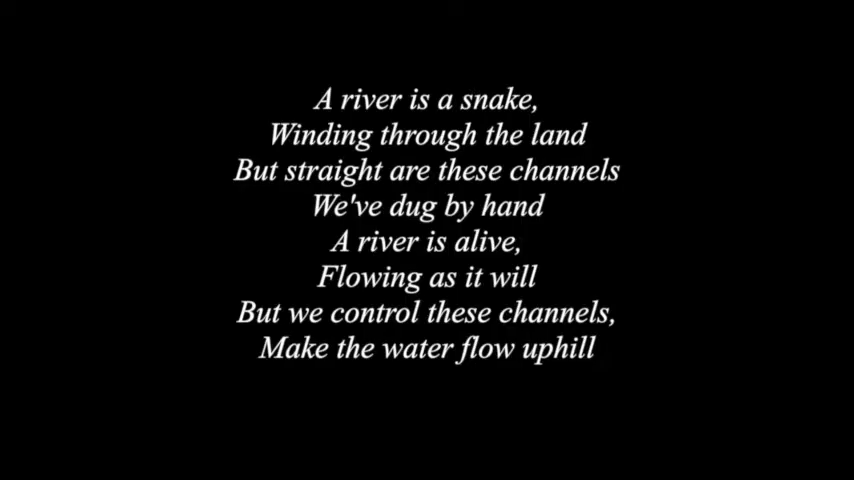 A river is a snake,
Winding through the land
But straight are these channels
We've dug by hand
A river is alive,
Flowing as it will
But we control these channels,
Make the water flow uphill